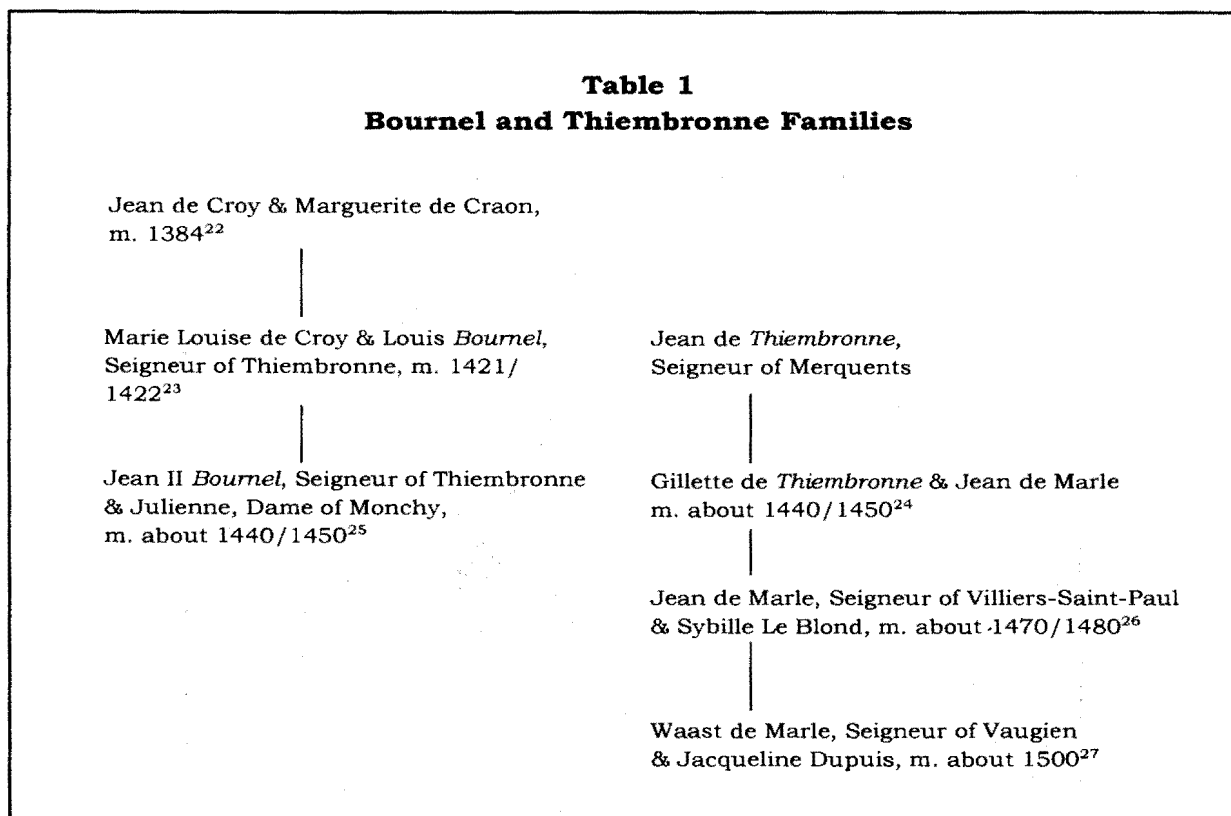 Table 1
Bournel and Thiembronne Families
Jean de Croy & Marguerite de Craon,
m. 1384²²
Marie Louise de Croy & Louis Bournel,
Seigneur of Thiembronne, m. 1421/
1422²³
Jean II Bournel, Seigneur of Thiembronne
& Julienne, Dame of Monchy,
m. about 1440/1450²⁵
Jean de Thiembronne,
Seigneur of Merquents
Gillette de Thiembronne & Jean de Marle
m. about 1440/1450²⁴
Jean de Marle, Seigneur of Villiers-Saint-Paul
& Sybille Le Blond, m. about 1470/1480²⁶
Waast de Marle, Seigneur of Vaugien
& Jacqueline Dupuis, m. about 1500²⁷